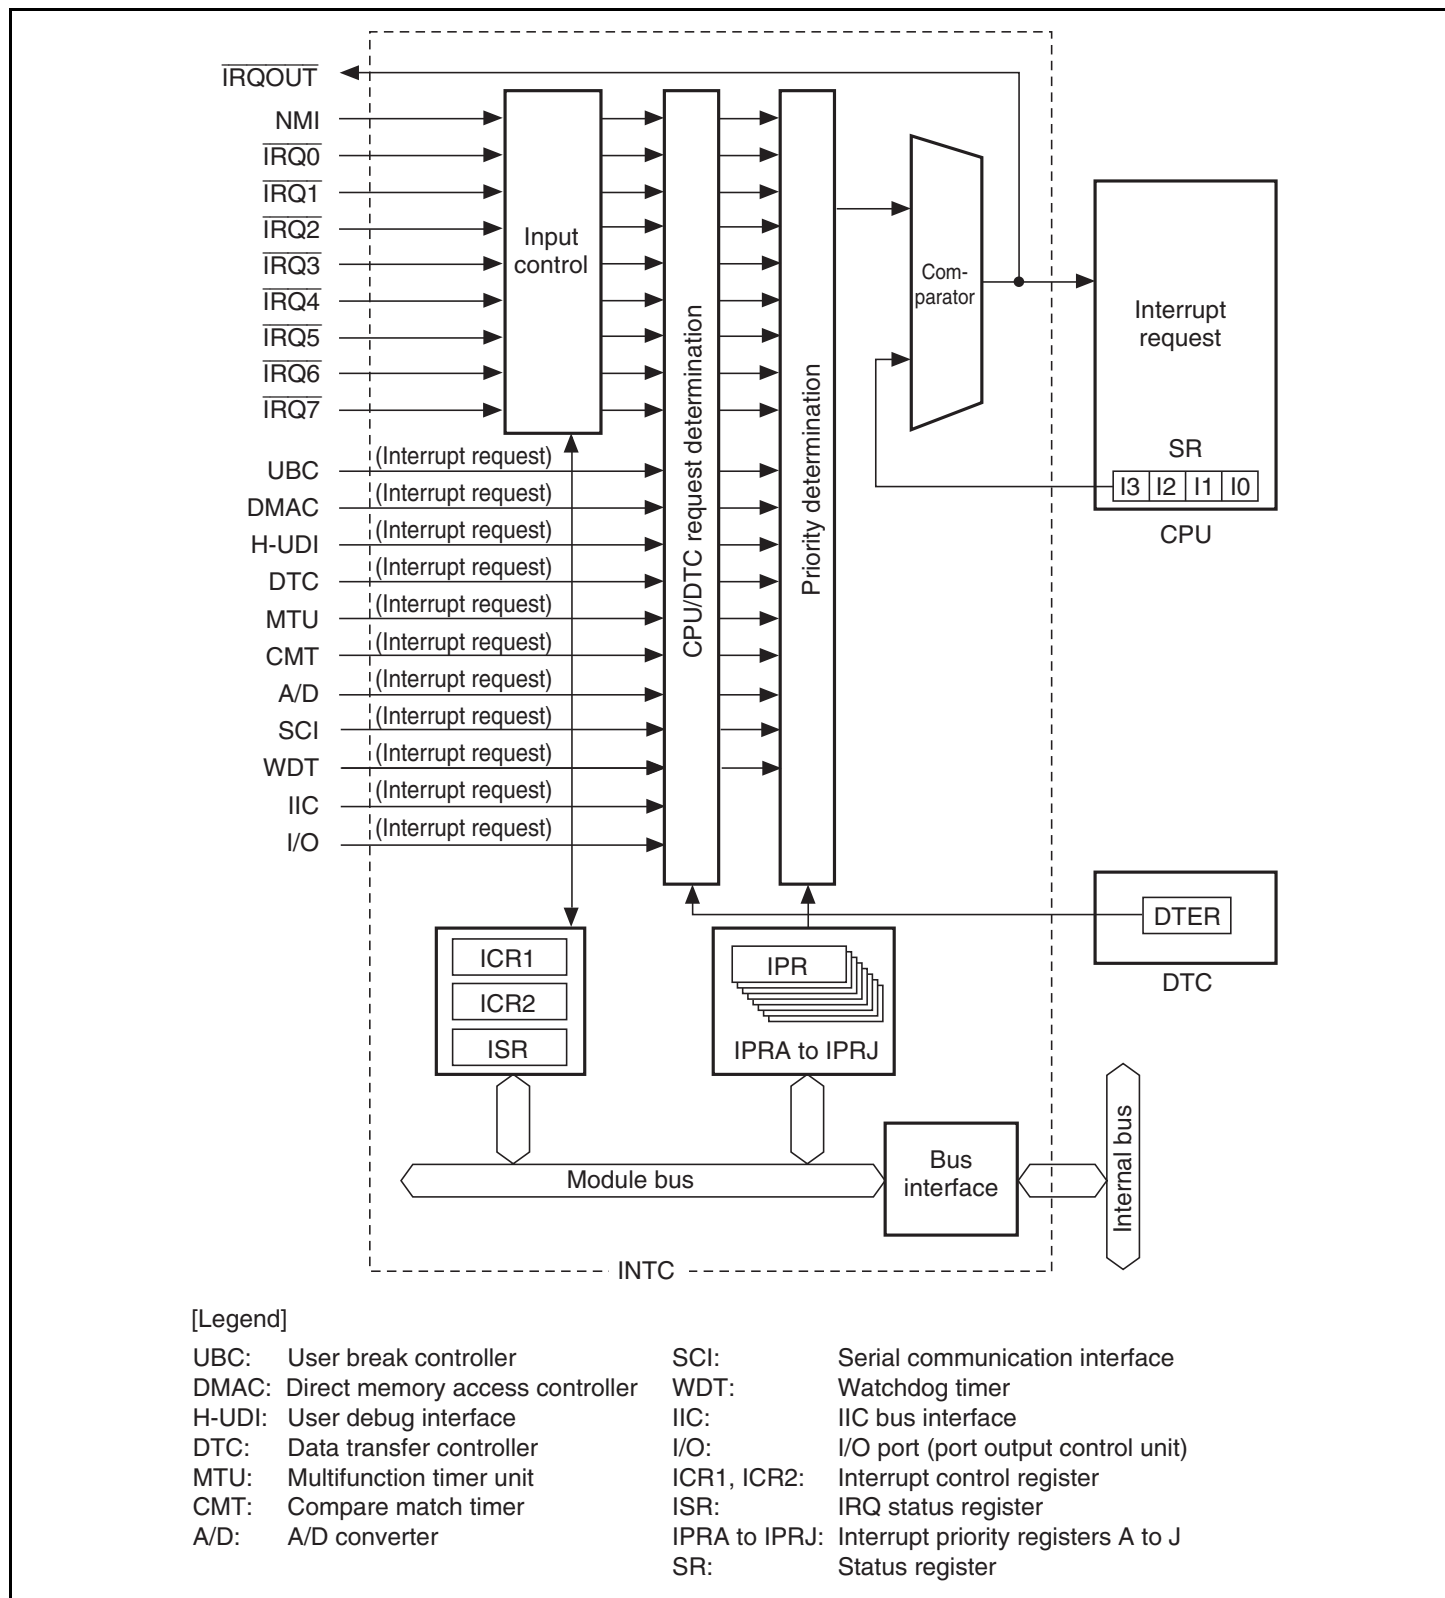 IRQOUT
NMI
IRQ0
IRQ1
IRQ2
IRQ3
IRQ4
IRQ5
IRQ6
IRQ7
UBC
DMAC
H-UDI
DTC
MTU
CMT
A/D
SCI
WDT
IIC
I/O
(Interrupt request)
(Interrupt request)
(Interrupt request)
(Interrupt request)
(Interrupt request)
(Interrupt request)
(Interrupt request)
(Interrupt request)
(Interrupt request)
(Interrupt request)
(Interrupt request)
Input
control
CPU/DTC request determination
Priority determination
Com-
parator
Interrupt
request
SR
I3 I2 I1 I0
CPU
DTER
DTC
ICR1
ICR2
ISR
IPR
IPRA to IPRJ
Module bus
Bus
interface
Internal bus
INTC
[Legend]
UBC: User break controller
DMAC: Direct memory access controller
H-UDI: User debug interface
DTC: Data transfer controller
MTU: Multifunction timer unit
CMT: Compare match timer
A/D: A/D converter
SCI: Serial communication interface
WDT: Watchdog timer
IIC: IIC bus interface
I/O: I/O port (port output control unit)
ICR1, ICR2: Interrupt control register
ISR: IRQ status register
IPRA to IPRJ: Interrupt priority registers A to J
SR: Status register